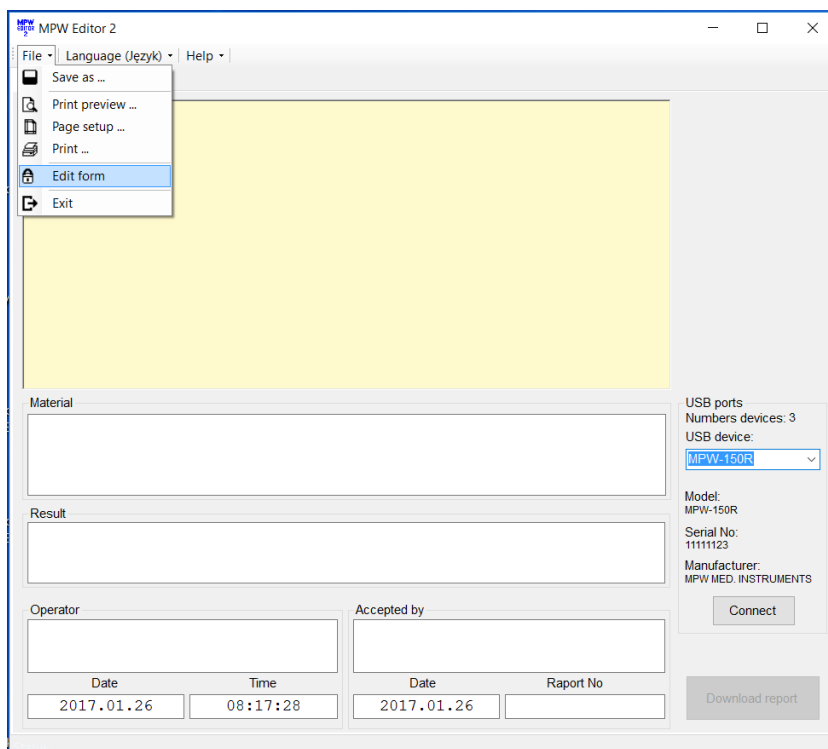 MPW EDITOR 2 MPW Editor 2
File Language (Język) Help
Save as ...
Print preview ...
Page setup ...
Print ...
Edit form
Exit
Material
Result
Operator
Accepted by
Date Time
Date Raport No
2017.01.26 08:17:28
2017.01.26
USB ports
Numbers devices: 3
USB device:
MPW-150R
Model:
MPW-150R
Serial No:
11111123
Manufacturer:
MPW MED. INSTRUMENTS
Connect
Download report